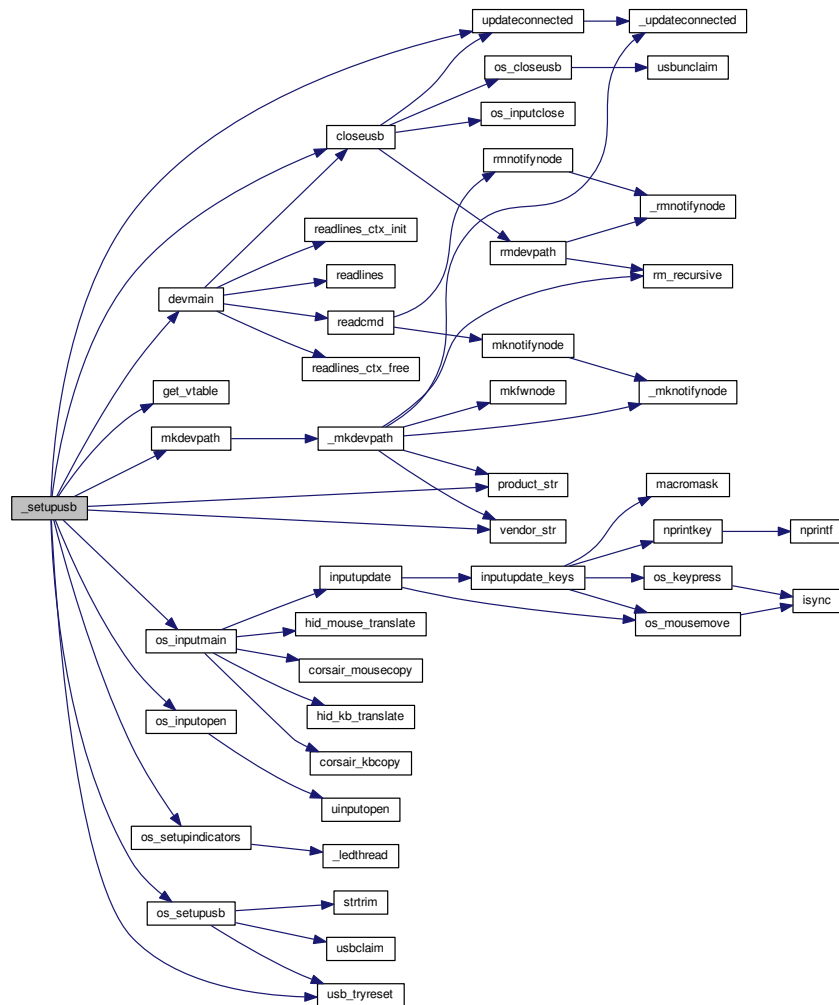 updateconnected
_updateconnected
os_closeusb
usbunclaim
os_inputclose
closeusb
rmnotifynode
_rmnotifynode
readlines_ctx_init
rmdevpath
readlines
rm_recursive
devmain
readcmd
mknotifynode
readlines_ctx_free
get_vtable
mkfwnode
_mknotifynode
mkdevpath
_mkdevpath
product_str
macromask
_setupusb
vendor_str
nprintkey
nprintf
inputupdate
inputupdate_keys
os_keypress
isync
hid_mouse_translate
os_mousemove
os_inputmain
corsair_mousecopy
hid_kb_translate
os_inputopen
corsair_kbcopy
uinputopen
os_setupindicators
_ledthread
strtrim
os_setupusb
usbclaim
usb_tryreset